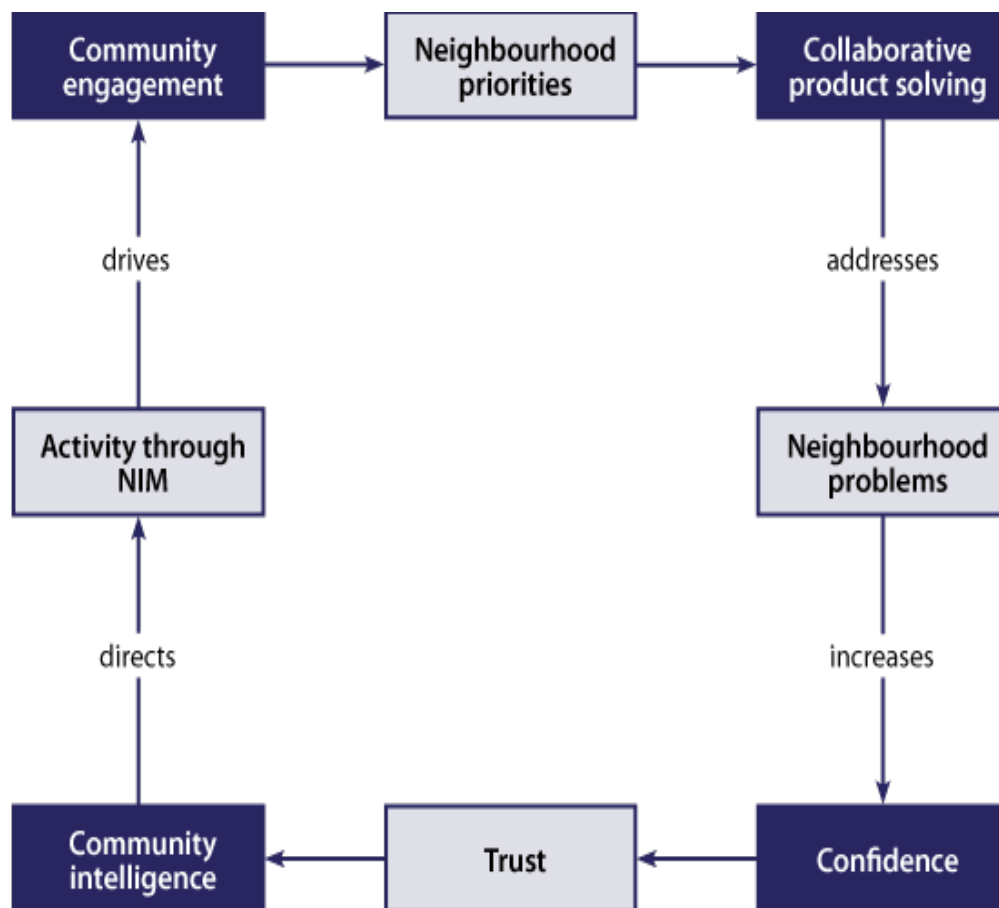 Community
engagement
Neighbourhood
priorities
Collaborative
product solving
drives
addresses
Activity through
NIM
Neighbourhood
problems
directs
increases
Community
intelligence
Trust
Confidence